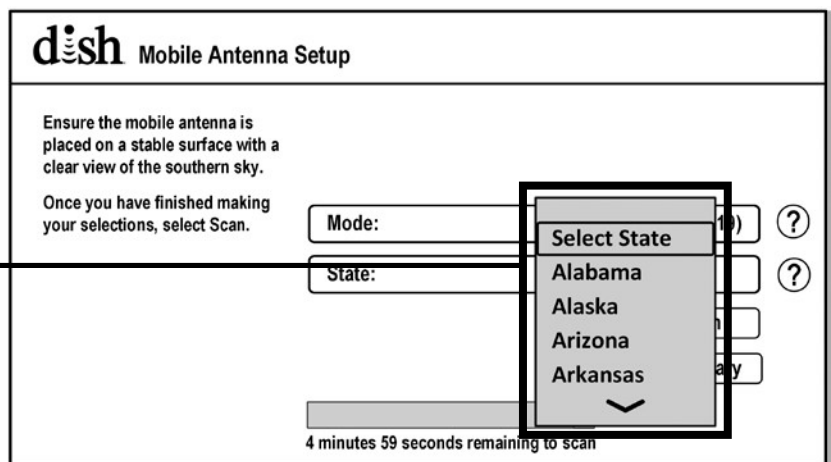 dish Mobile Antenna Setup
Ensure the mobile antenna is
placed on a stable surface with a
clear view of the southern sky.
Once you have finished making
your selections, select Scan.
Mode:
?
State:
?
Select State
Alabama
Alaska
Arizona
Arkansas
4 minutes 59 seconds remaining to scan